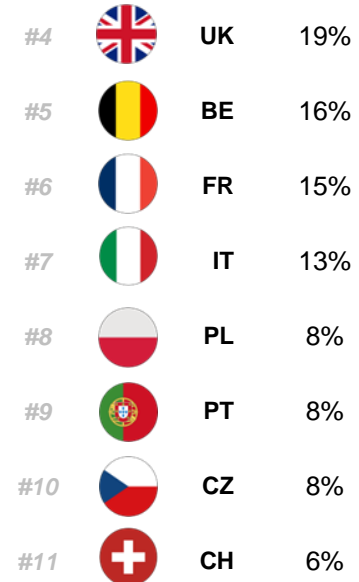 #4 UK 19%
#5 BE 16%
#6 FR 15%
#7 IT 13%
#8 PL 8%
#9 PT 8%
#10 CZ 8%
#11 CH 6%